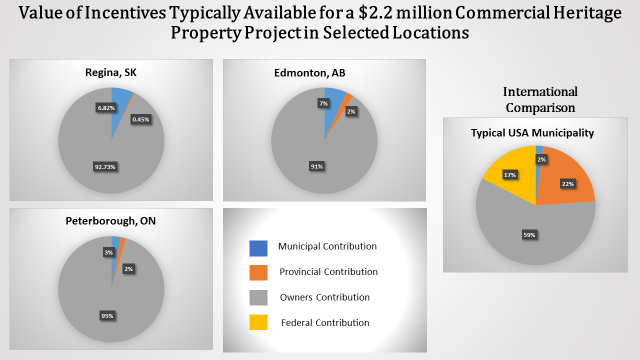 Value of Incentives Typically Available for a $2.2 million Commercial Heritage
Property Project in Selected Locations
Regina, SK
6.82%
0.45%
92.73%
Edmonton, AB
7%
2%
91%
International
Comparison
Typical USA Municipality
2%
17%
22%
59%
Peterborough, ON
3%
2%
95%
Municipal Contribution
Provincial Contribution
Owners Contribution
Federal Contribution